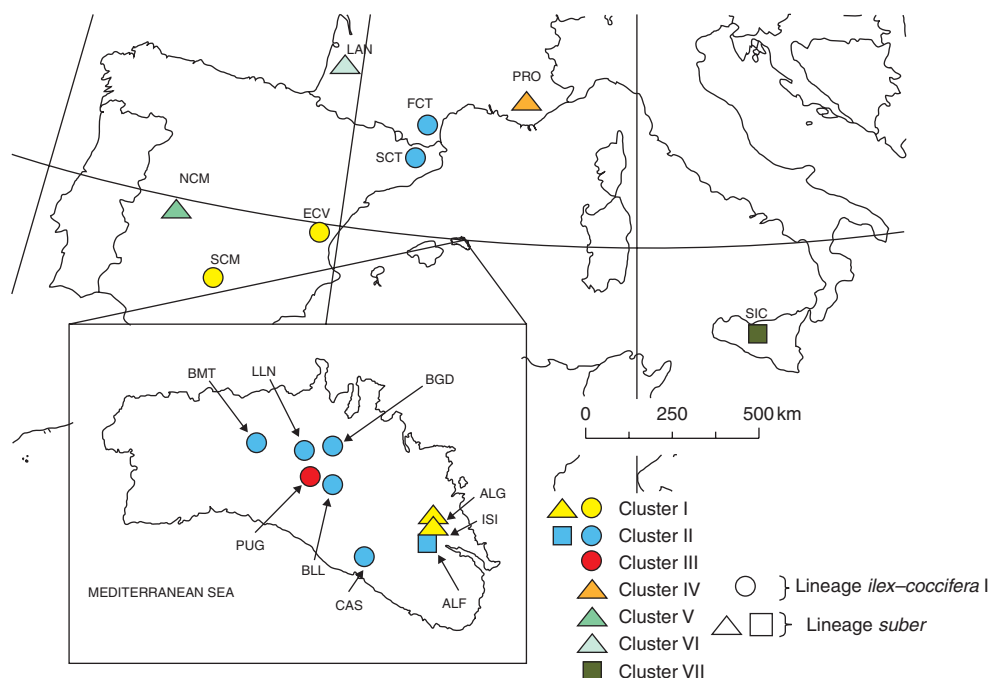 LAN
PRO
FCT
SCT
NCM
ECV
SCM
SIC
BMT
LLN
BGD
0 250 500 km
ALG
ISI
PUG
BLL
CAS
ALF
MEDITERRANEAN SEA
Cluster I
Cluster II
Cluster III
Cluster IV
Cluster V
Cluster VI
Cluster VII
Lineage ilex–coccifera I
Lineage suber